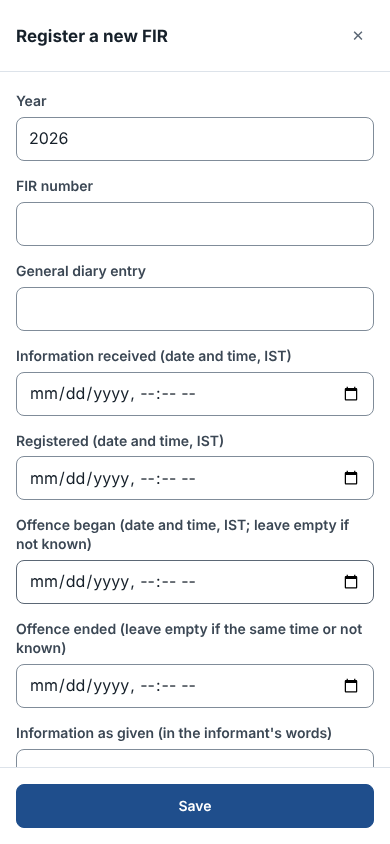 Register a new FIR
×
Year
2026
FIR number
General diary entry
Information received (date and time, IST)
mm/dd/yyyy, --:-- --
Registered (date and time, IST)
mm/dd/yyyy, --:-- --
Offence began (date and time, IST; leave empty if
not known)
mm/dd/yyyy, --:-- --
Offence ended (leave empty if the same time or not
known)
mm/dd/yyyy, --:-- --
Information as given (in the informant's words)
Save